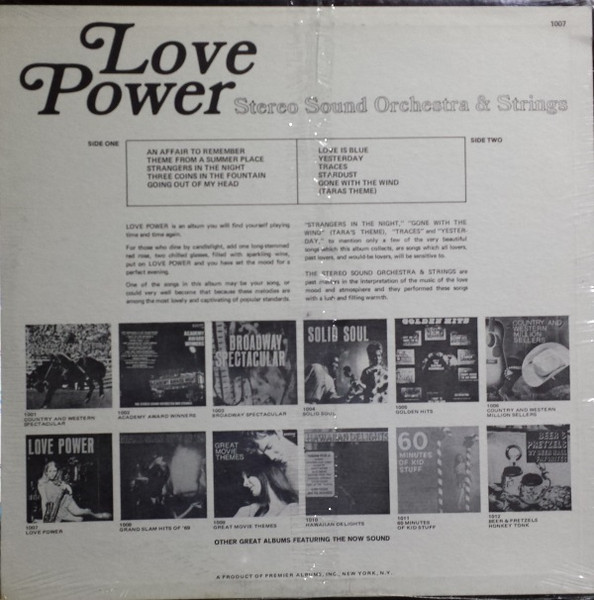 1007
Love
Power
Stereo Sound Orchestra & Strings
SIDE ONE
AN AFFAIR TO REMEMBER
THEME FROM A SUMMER PLACE
STRANGERS IN THE NIGHT
THREE COINS IN THE FOUNTAIN
GOING OUT OF MY HEAD
SIDE TWO
LOVE IS BLUE
YESTERDAY
TRACES
STARDUST
GONE WITH THE WIND
(TARAS THEME)
LOVE POWER is an album you will find yourself playing
time and time again.
For those who dine by candlelight, add one long-stemmed
red rose, two chilled glasses, filled with sparkling wine,
put on LOVE POWER and you have set the mood for a
perfect evening.
One of the songs in this album may be your song, or
could very well become that because these melodies are
among the most lovely and captivating of popular standards.
"STRANGERS IN THE NIGHT," "GONE WITH THE
WIND" (TARA'S THEME), "TRACES" and "YESTER-
DAY," to mention only a few of the very beautiful
songs which this album collects, are songs which all lovers,
past lovers, and would-be lovers, will be sensitive to.
THE STEREO SOUND ORCHESTRA & STRINGS are
past masters in the interpretation of the music of the love
mood and atmosphere and they performed these songs
with a lush and filling warmth.
ACADEMY
AWARD
WINNERS
BROADWAY
SPECTACULAR
SOLID SOUL
GOLDEN HITS
COUNTRY AND
WESTERN
MILLION
SELLERS
1001
COUNTRY AND WESTERN
SPECTACULAR
1002
ACADEMY AWARD WINNERS
1003
BROADWAY SPECTACULAR
1004
SOLID SOUL
1005
GOLDEN HITS
1006
COUNTRY AND WESTERN
MILLION SELLERS
LOVE POWER
GREAT MOVIE
THEMES
HAWAIIAN DELIGHTS
60
MINUTES
OF KID
STUFF
BEER &
PRETZELS
1007
LOVE POWER
1008
GRAND SLAM HITS OF '69
1009
GREAT MOVIE THEMES
1010
HAWAIIAN DELIGHTS
1011
60 MINUTES
OF KID STUFF
1012
BEER & PRETZELS
HONKEY TONK
OTHER GREAT ALBUMS FEATURING THE NOW SOUND
A PRODUCT OF PREMIER ALBUMS, INC., NEW YORK, N.Y.